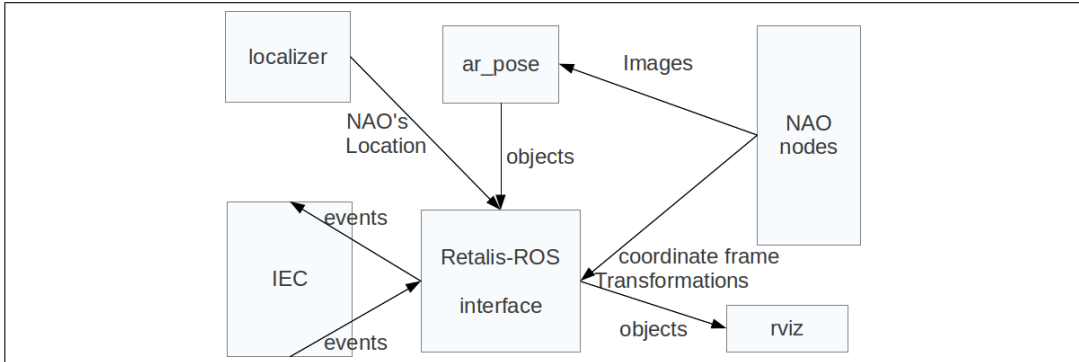 localizer
ar_pose
Images
NAO
nodes
NAO's
Location
objects
events
IEC
events
Retalis-ROS
interface
coordinate frame
Transformations
objects
rviz